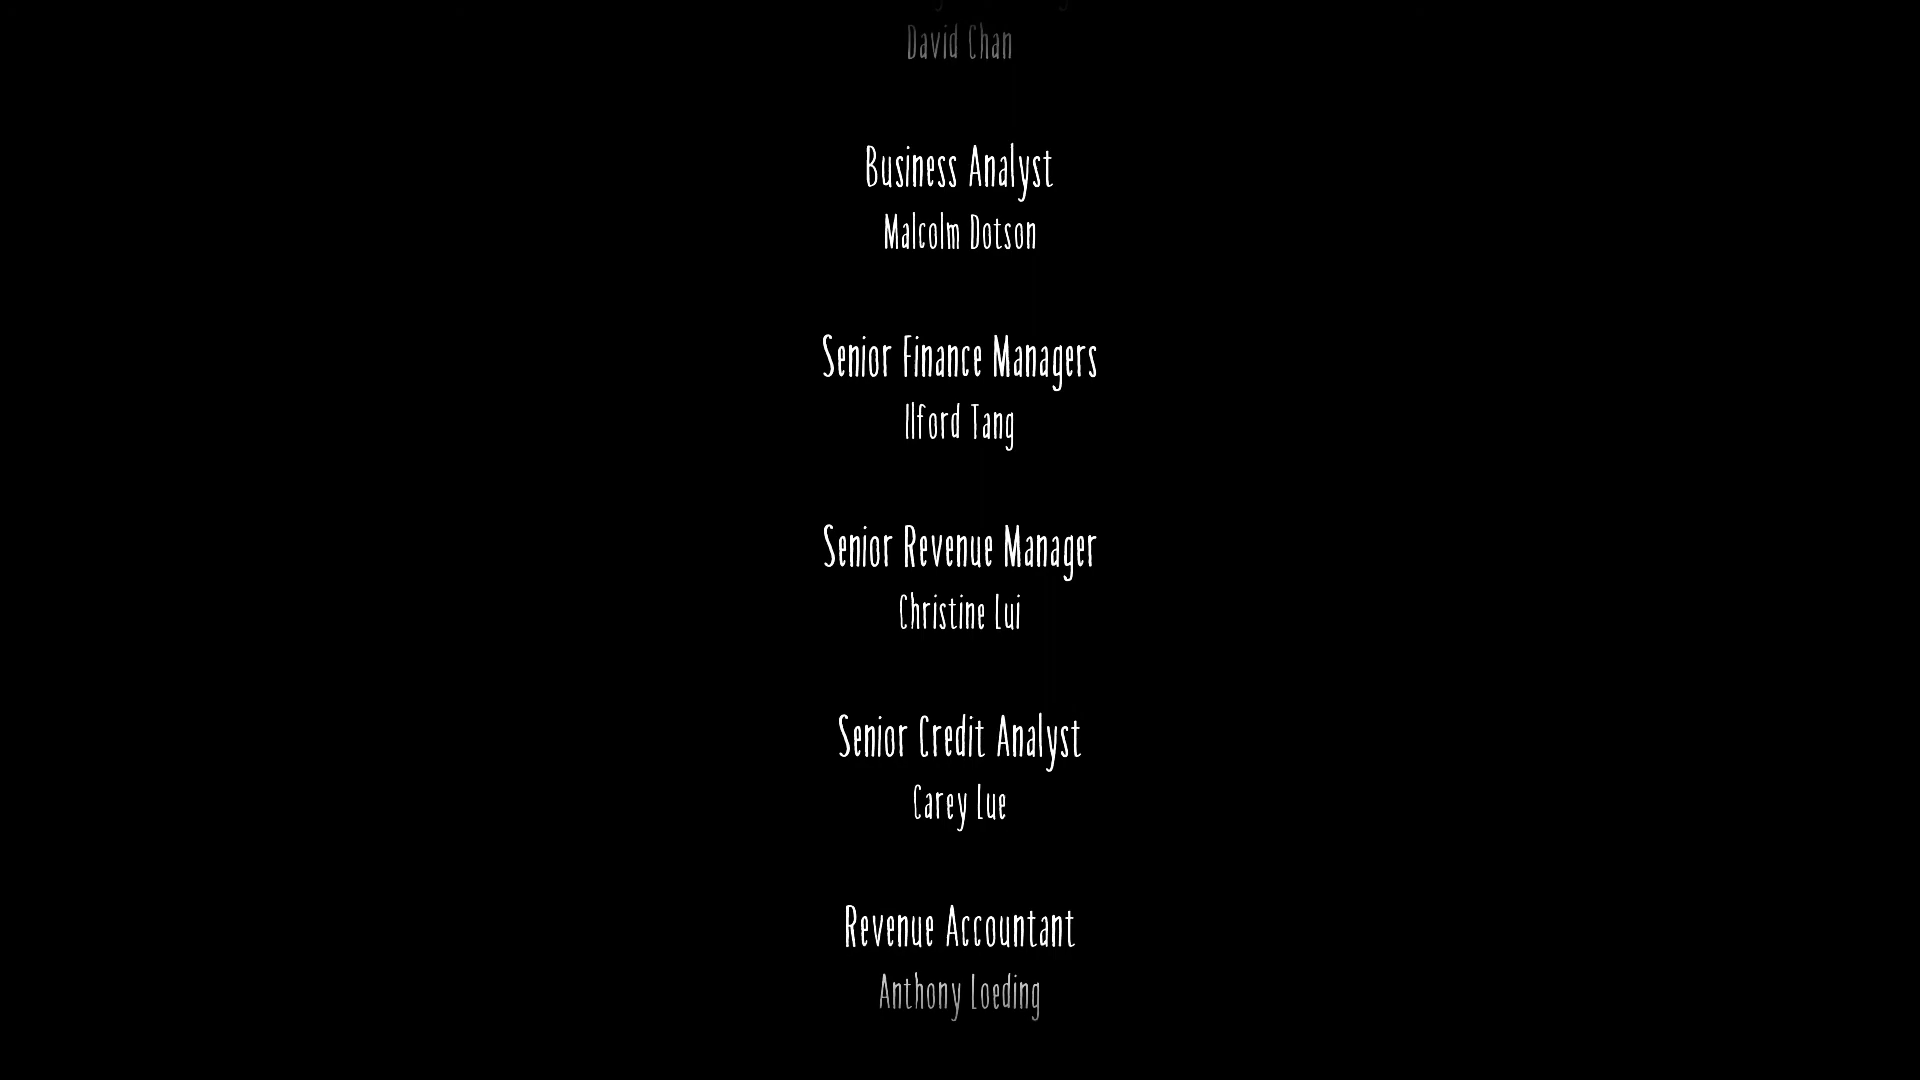 David Chan
Business Analyst
Malcolm Dotson
Senior Finance Managers
Ilford Tang
Senior Revenue Manager
Christine Lui
Senior Credit Analyst
Carey Lue
Revenue Accountant
Anthony Loeding